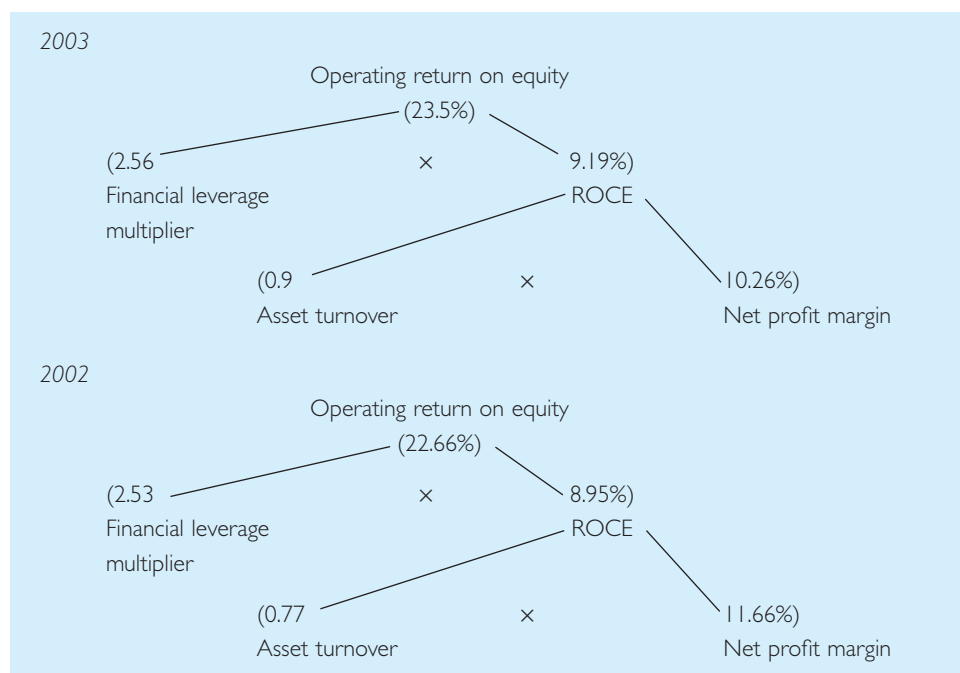 2003
Operating return on equity
(23.5%)
(2.56 × 9.19%)
Financial leverage ROCE
multiplier
(0.9 × 10.26%)
Asset turnover Net profit margin
2002
Operating return on equity
(22.66%)
(2.53 × 8.95%)
Financial leverage ROCE
multiplier
(0.77 × 11.66%)
Asset turnover Net profit margin